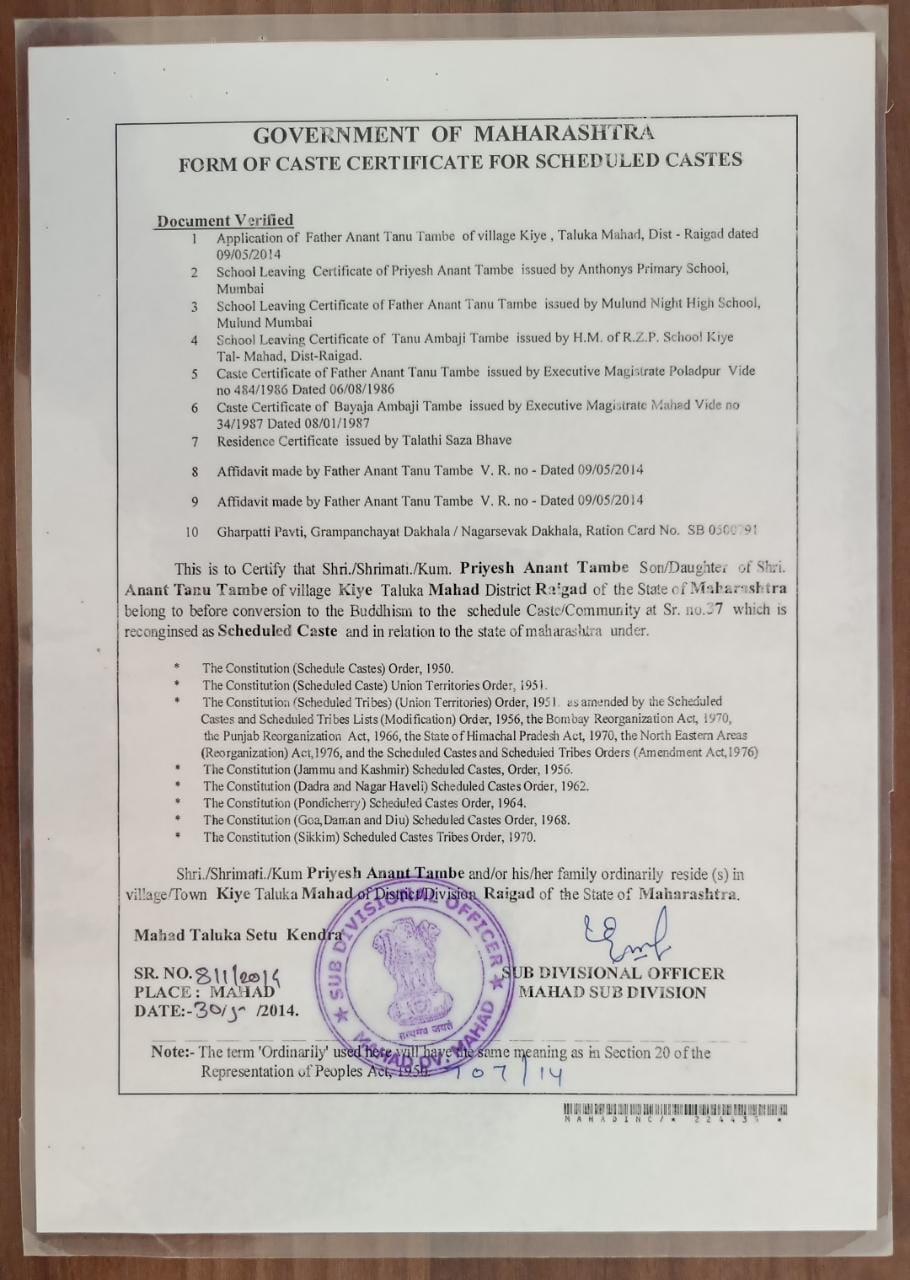 GOVERNMENT OF MAHARASHTRA
FORM OF CASTE CERTIFICATE FOR SCHEDULED CASTES
Document Verified
1 Application of Father Anant Tanu Tambe of village Kiye , Taluka Mahad, Dist - Raigad dated
09/05/2014
2 School Leaving Certificate of Priyesh Anant Tambe issued by Anthonys Primary School,
Mumbai
3 School Leaving Certificate of Father Anant Tanu Tambe issued by Mulund Night High School,
Mulund Mumbai
4 School Leaving Certificate of Tanu Ambaji Tambe issued by H.M. of R.Z.P. School Kiye
Tal- Mahad, Dist-Raigad.
5 Caste Certificate of Father Anant Tanu Tambe issued by Executive Magistrate Poladpur Vide
no 484/1986 Dated 06/08/1986
6 Caste Certificate of Bayaja Ambaji Tambe issued by Executive Magistrate Mahad Vide no
34/1987 Dated 08/01/1987
7 Residence Certificate issued by Talathi Saza Bhave
8 Affidavit made by Father Anant Tanu Tambe V. R. no - Dated 09/05/2014
9 Affidavit made by Father Anant Tanu Tambe V. R. no - Dated 09/05/2014
10 Gharpatti Pavti, Grampanchayat Dakhala / Nagarsevak Dakhala, Ration Card No. SB
This is to Certify that Shri./Shrimati./Kum. Priyesh Anant Tambe Son/Daughter of Shri.
Anant Tanu Tambe of village Kiye Taluka Mahad District Raigad of the State of Maharashtra
belong to before conversion to the Buddhism to the schedule Caste/Community at Sr. no.37 which is
reconginsed as Scheduled Caste and in relation to the state of maharashtra under.
* The Constitution (Schedule Castes) Order, 1950.
* The Constitution (Scheduled Caste) Union Territories Order, 1951.
* The Constitution (Scheduled Tribes) (Union Territories) Order, 1951. as amended by the Scheduled
Castes and Scheduled Tribes Lists (Modification) Order, 1956, the Bombay Reorganization Act, 1970,
the Punjab Reorganization Act, 1966, the State of Himachal Pradesh Act, 1970, the North Eastern Areas
(Reorganization) Act,1976, and the Scheduled Castes and Scheduled Tribes Orders (Amendment Act,1976)
* The Constitution (Jammu and Kashmir) Scheduled Castes, Order, 1956.
* The Constitution (Dadra and Nagar Haveli) Scheduled Castes Order, 1962.
* The Constitution (Pondicherry) Scheduled Castes Order, 1964.
* The Constitution (Goa,Daman and Diu) Scheduled Castes Order, 1968.
* The Constitution (Sikkim) Scheduled Castes Tribes Order, 1970.
Shri./Shrimati./Kum Priyesh Anant Tambe and/or his/her family ordinarily reside (s) in
village/Town Kiye Taluka Mahad of District/Division Raigad of the State of Maharashtra.
Mahad Taluka Setu Kendra
SUB DIVISIONAL OFFICER
सत्यमेव जयते
MAHAD DV. MAHAD
SR. NO. 811/2014
PLACE : MAHAD
DATE:- 30/5 /2014.
SUB DIVISIONAL OFFICER
MAHAD SUB DIVISION
Note:- The term 'Ordinarily' used here will have the same meaning as in Section 20 of the
Representation of Peoples Act, 1950.
107/14